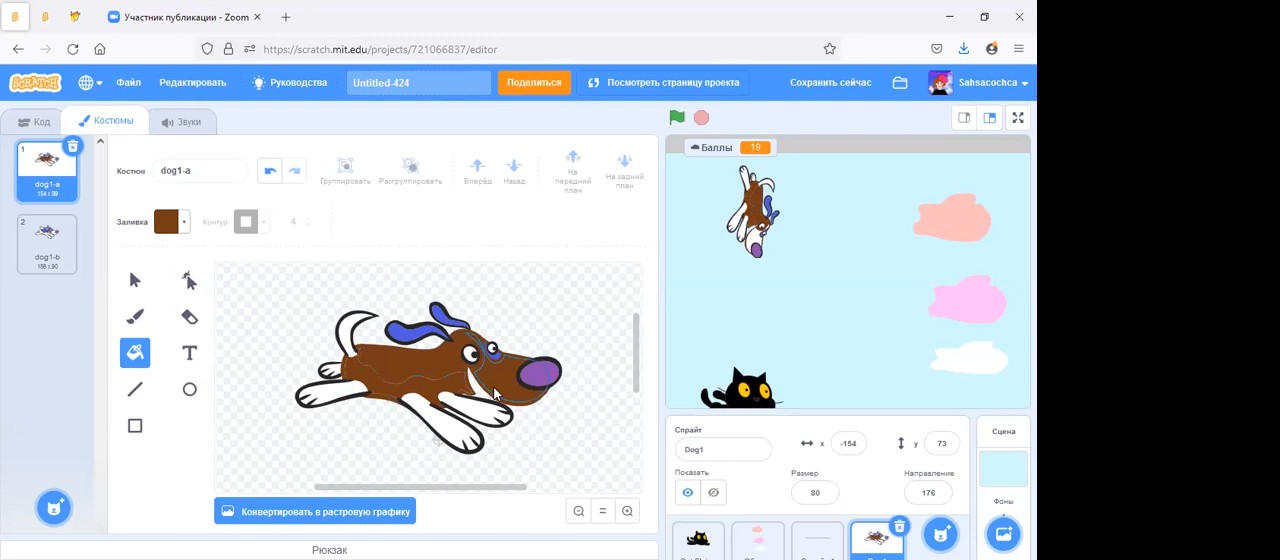 Участник публикации - Zoom
https://scratch.mit.edu/projects/721066837/editor
SCRATCH Файл Редактировать Руководства Untitled-424 Поделиться Посмотреть страницу проекта Сохранить сейчас Sahsacochca
Код Костюмы Звуки
1
dog1-a
154 x 89
2
dog1-b
156 x 90
Костюм dog1-a
Группировать Разгруппировать Вперёд Назад На передний план На задний план
Заливка Контур 4
Конвертировать в растровую графику
Рюкзак
Баллы 19
Спрайт
Dog1
x -154 y 73
Показать
Размер
80
Направление
176
Сцена
Фоны